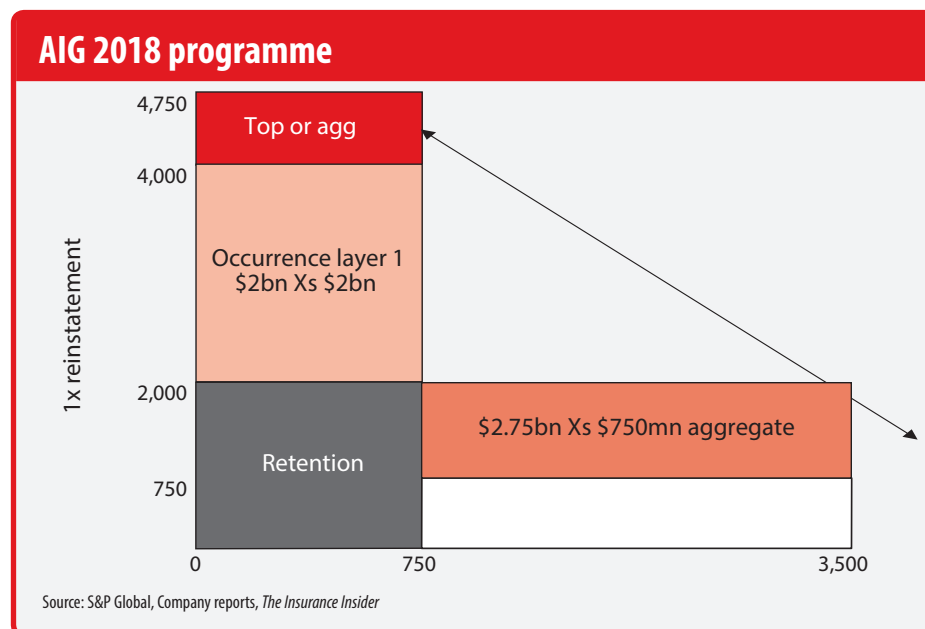 AIG 2018 programme
4,750
Top or agg
4,000
Occurrence layer 1
$2bn Xs $2bn
1x reinstatement
2,000
$2.75bn Xs $750mn aggregate
Retention
750
0
750
3,500
Source: S&P Global, Company reports, The Insurance Insider